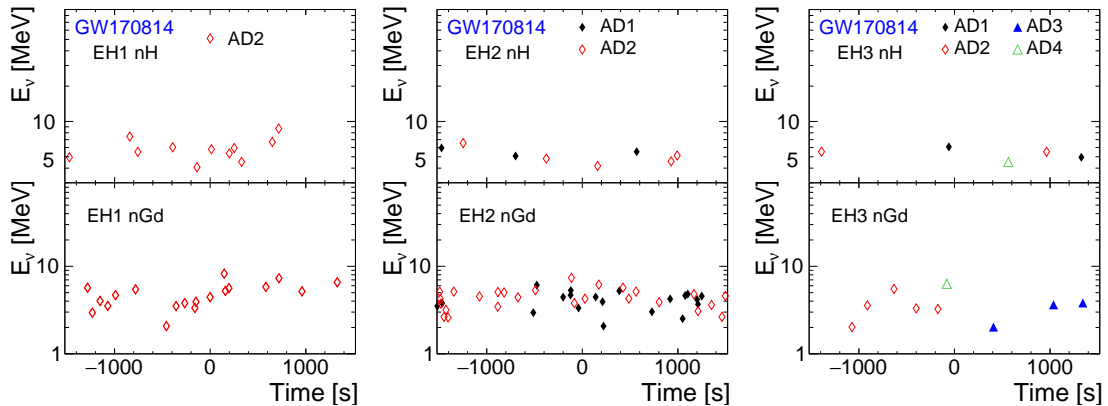 GW170814
EH1 nH
AD2
E_ν [MeV]
10
5
EH1 nGd
E_ν [MeV]
10
1
−1000 0 1000
Time [s]
GW170814
EH2 nH
AD1
AD2
E_ν [MeV]
10
5
EH2 nGd
E_ν [MeV]
10
1
−1000 0 1000
Time [s]
GW170814
EH3 nH
AD1 AD3
AD2 AD4
E_ν [MeV]
10
5
EH3 nGd
E_ν [MeV]
10
1
−1000 0 1000
Time [s]